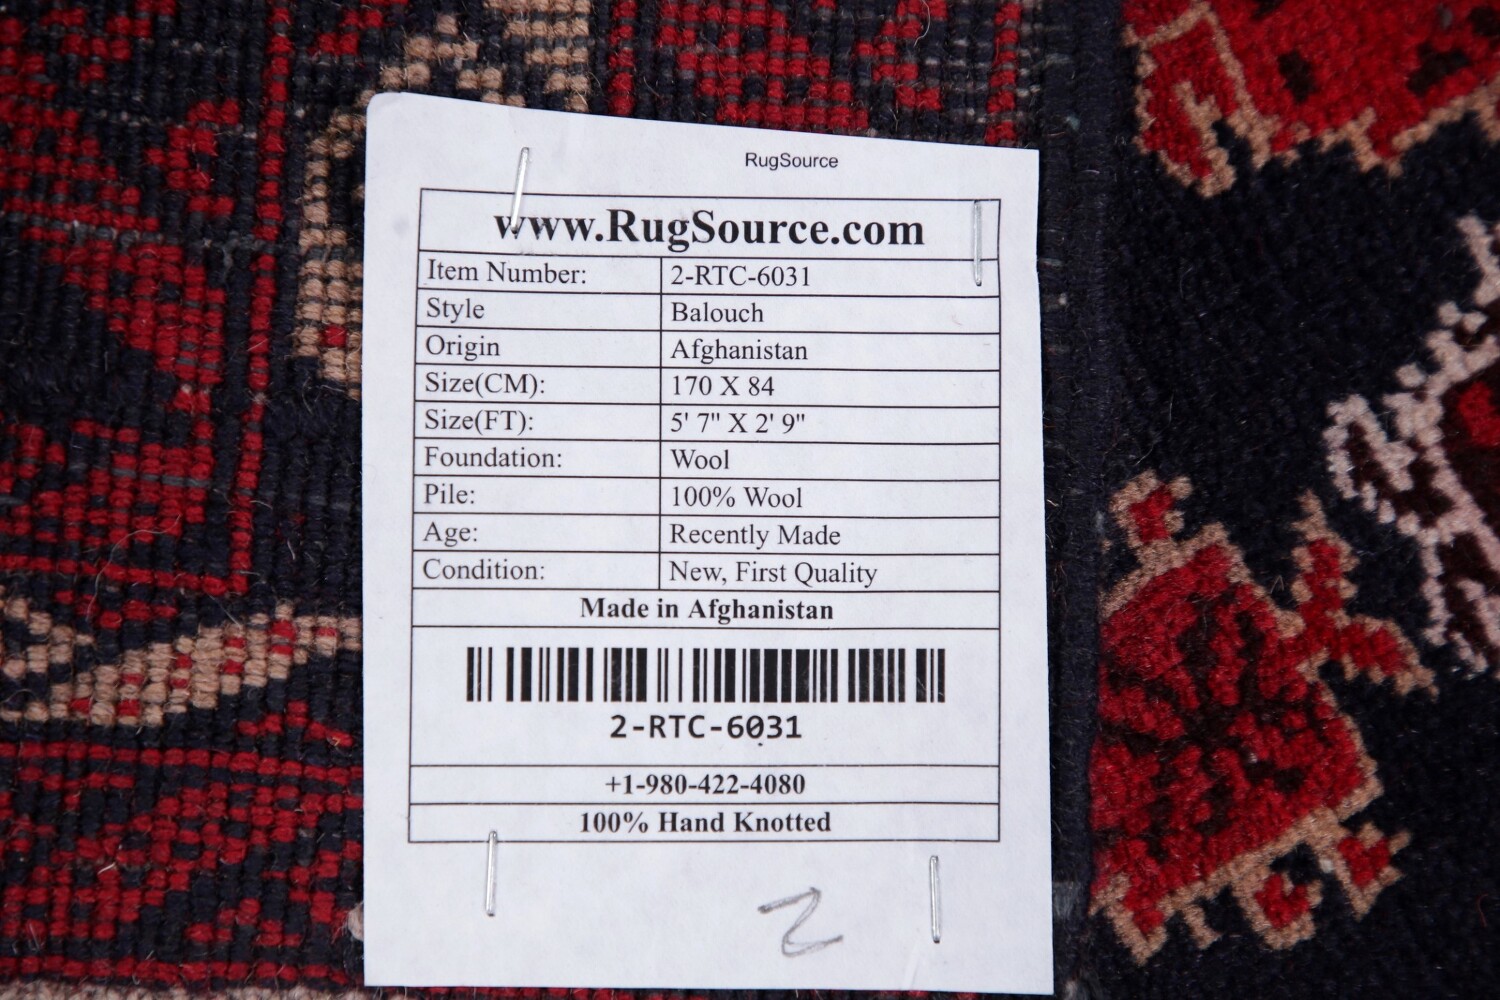 RugSource
www.RugSource.com
Item Number: 2-RTC-6031
Style Balouch
Origin Afghanistan
Size(CM): 170 X 84
Size(FT): 5' 7" X 2' 9"
Foundation: Wool
Pile: 100% Wool
Age: Recently Made
Condition: New, First Quality
Made in Afghanistan
2-RTC-6031
+1-980-422-4080
100% Hand Knotted
2